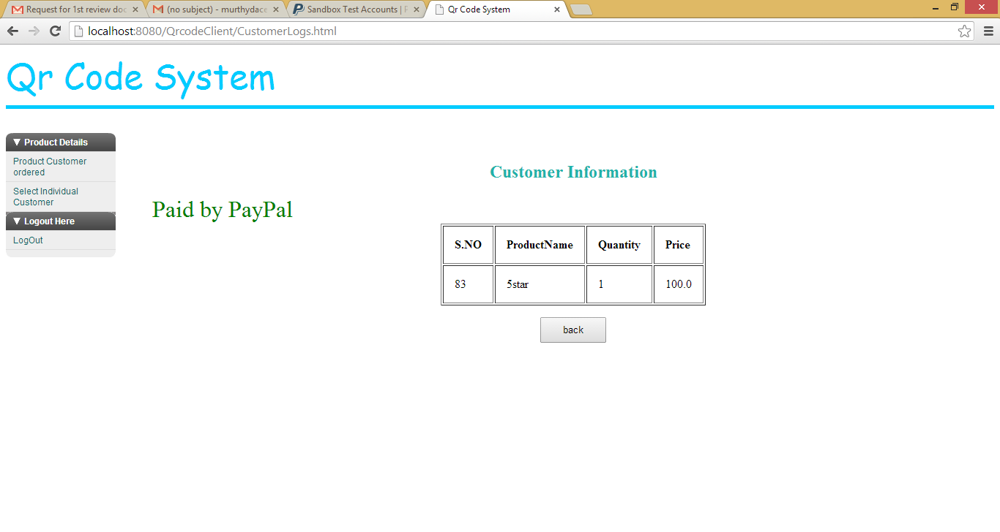 Request for 1st review doc
(no subject) - murthydace
Sandbox Test Accounts |
Qr Code System
localhost:8080/QrcodeClient/CustomerLogs.html
Qr Code System
▼ Product Details
Product Customer
ordered
Select Individual
Customer
▼ Logout Here
LogOut
Customer Information
Paid by PayPal
S.NO ProductName Quantity Price
83 5star 1 100.0
back